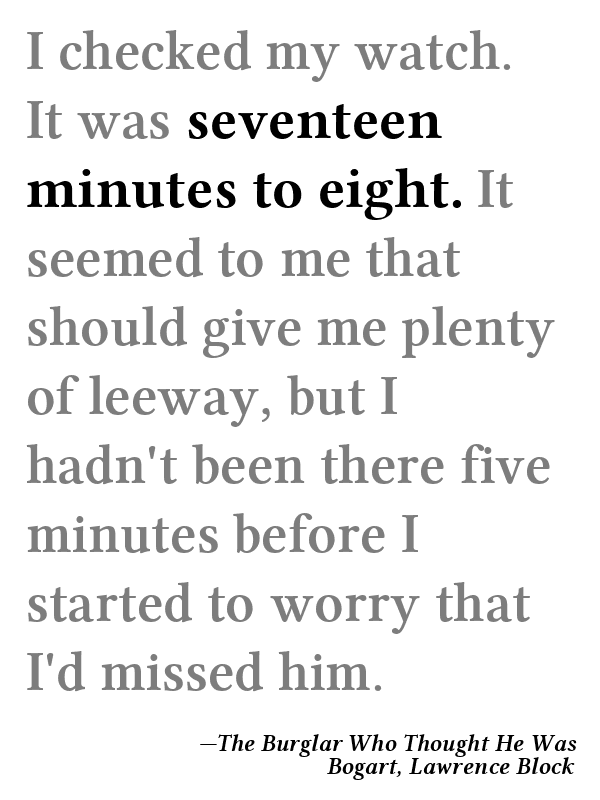 I checked my watch.
It was seventeen
minutes to eight. It
seemed to me that
should give me plenty
of leeway, but I
hadn't been there five
minutes before I
started to worry that
I'd missed him.
—The Burglar Who Thought He Was
Bogart, Lawrence Block